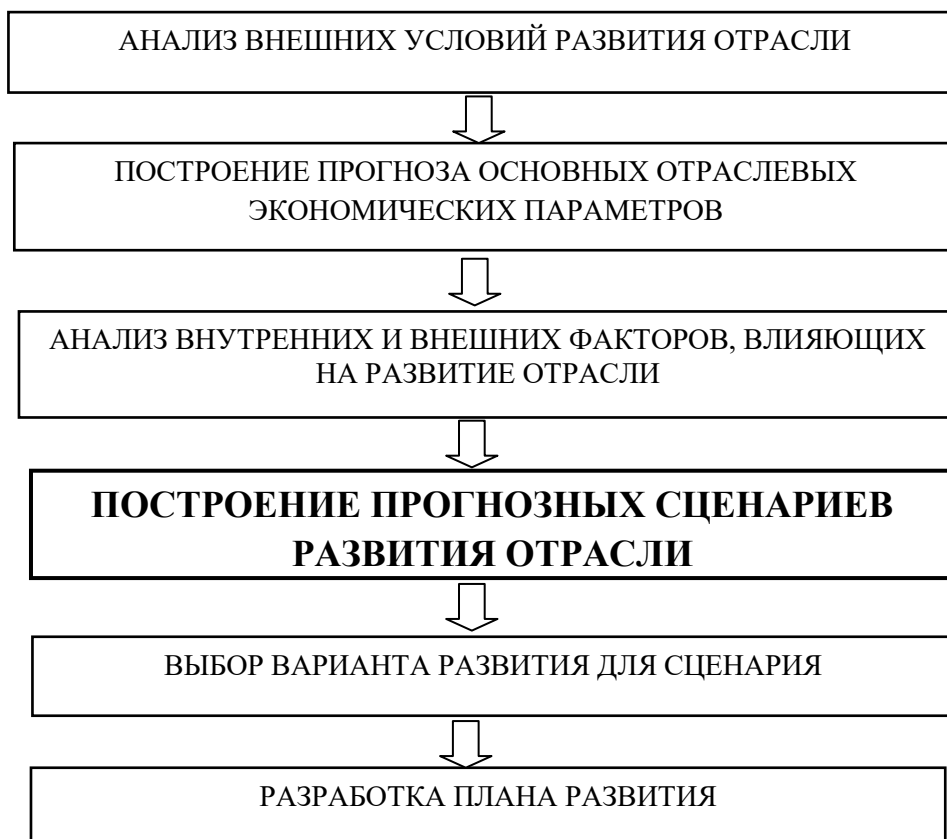 АНАЛИЗ ВНЕШНИХ УСЛОВИЙ РАЗВИТИЯ ОТРАСЛИ
ПОСТРОЕНИЕ ПРОГНОЗА ОСНОВНЫХ ОТРАСЛЕВЫХ
ЭКОНОМИЧЕСКИХ ПАРАМЕТРОВ
АНАЛИЗ ВНУТРЕННИХ И ВНЕШНИХ ФАКТОРОВ, ВЛИЯЮЩИХ
НА РАЗВИТИЕ ОТРАСЛИ
ПОСТРОЕНИЕ ПРОГНОЗНЫХ СЦЕНАРИЕВ
РАЗВИТИЯ ОТРАСЛИ
ВЫБОР ВАРИАНТА РАЗВИТИЯ ДЛЯ СЦЕНАРИЯ
РАЗРАБОТКА ПЛАНА РАЗВИТИЯ